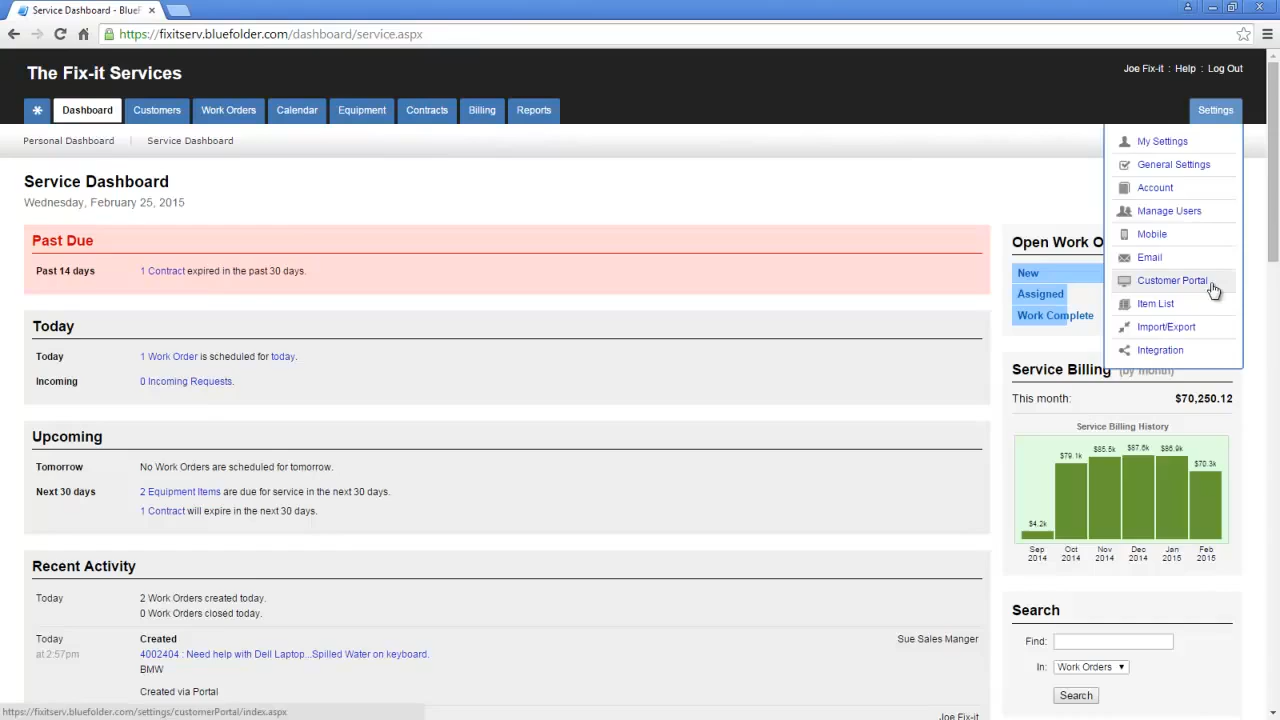 Service Dashboard - BlueF
https://fixitserv.bluefolder.com/dashboard/service.aspx
The Fix-it Services
Joe Fix-it : Help : Log Out
Dashboard Customers Work Orders Calendar Equipment Contracts Billing Reports Settings
Personal Dashboard | Service Dashboard
My Settings
General Settings
Account
Manage Users
Mobile
Email
Customer Portal
Item List
Import/Export
Integration
Service Dashboard
Wednesday, February 25, 2015
Past Due
Past 14 days 1 Contract expired in the past 30 days.
Today
Today 1 Work Order is scheduled for today.
Incoming 0 Incoming Requests.
Upcoming
Tomorrow No Work Orders are scheduled for tomorrow.
Next 30 days 2 Equipment Items are due for service in the next 30 days.
1 Contract will expire in the next 30 days.
Recent Activity
Today 2 Work Orders created today.
0 Work Orders closed today.
Today Created Sue Sales Manger
at 2:57pm 4002404 : Need help with Dell Laptop...Spilled Water on keyboard.
BMW
Created via Portal
Joe Fix-it
Open Work O
New
Assigned
Work Complete
Service Billing (by month)
This month: $70,250.12
Service Billing History
$4.2k $79.1k $85.5k $87.6k $86.9k $70.3k
Sep Oct Nov Dec Jan Feb
2014 2014 2014 2014 2015 2015
Search
Find:
In: Work Orders
Search
https://fixitserv.bluefolder.com/settings/customerPortal/index.aspx